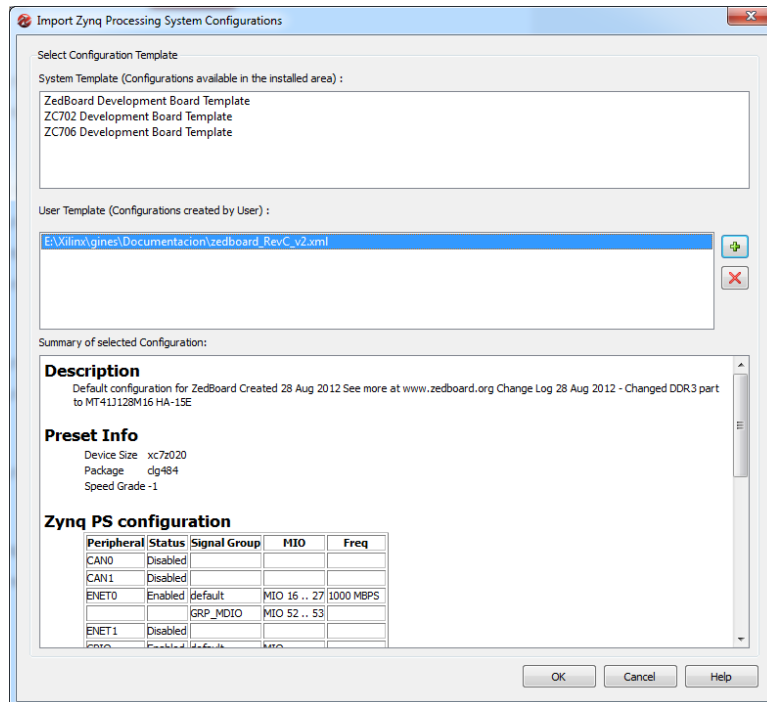 Import Zynq Processing System Configurations
Select Configuration Template
System Template (Configurations available in the installed area) :
ZedBoard Development Board Template
ZC702 Development Board Template
ZC706 Development Board Template
User Template (Configurations created by User) :
E:\Xilinx\gines\Documentacion\zedboard_RevC_v2.xml
Summary of selected Configuration:
Description
Default configuration for ZedBoard Created 28 Aug 2012 See more at www.zedboard.org Change Log 28 Aug 2012 - Changed DDR3 part
to MT41J128M16 HA-15E
Preset Info
Device Size xc7z020
Package clg484
Speed Grade -1
Zynq PS configuration
Peripheral Status Signal Group MIO Freq
CAN0 Disabled
CAN1 Disabled
ENET0 Enabled default MIO 16 .. 27 1000 MBPS
GRP_MDIO MIO 52 .. 53
ENET1 Disabled
GPIO Enabled default MIO
OK Cancel Help